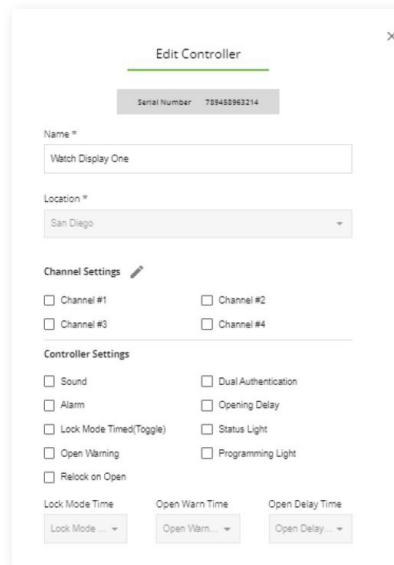 Edit Controller
Serial Number 789458963214
Name *
Watch Display One
Location *
San Diego
Channel Settings
Channel #1 Channel #2
Channel #3 Channel #4
Controller Settings
Sound Dual Authentication
Alarm Opening Delay
Lock Mode Timed(Toggle) Status Light
Open Warning Programming Light
Relock on Open
Lock Mode Time Open Warn Time Open Delay Time
Lock Mode ... Open Warn... Open Delay...